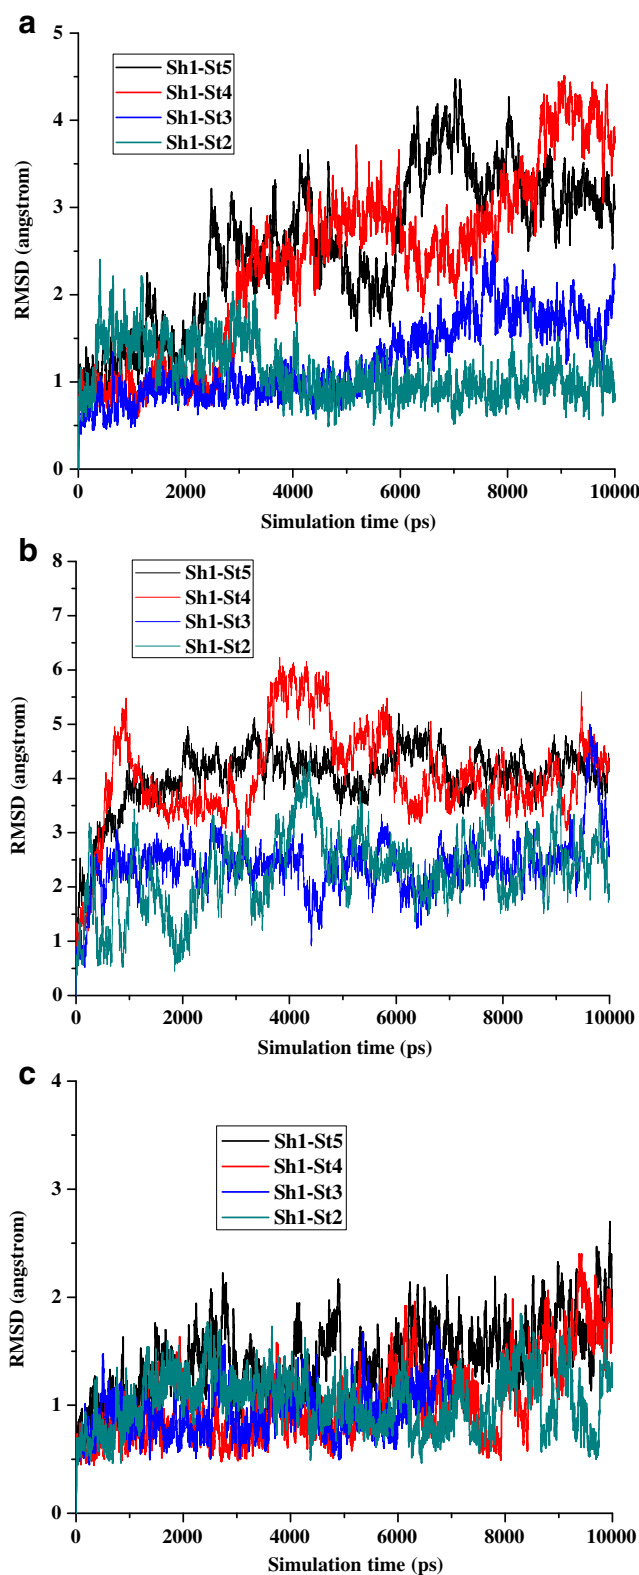 a
5
4
3
2
1
0
RMSD (angstrom)
Sh1-St5
Sh1-St4
Sh1-St3
Sh1-St2
0 2000 4000 6000 8000 10000
Simulation time (ps)
b
8
7
6
5
4
3
2
1
0
RMSD (angstrom)
Sh1-St5
Sh1-St4
Sh1-St3
Sh1-St2
0 2000 4000 6000 8000 10000
Simulation time (ps)
c
4
3
2
1
0
RMSD (angstrom)
Sh1-St5
Sh1-St4
Sh1-St3
Sh1-St2
0 2000 4000 6000 8000 10000
Simulation time (ps)